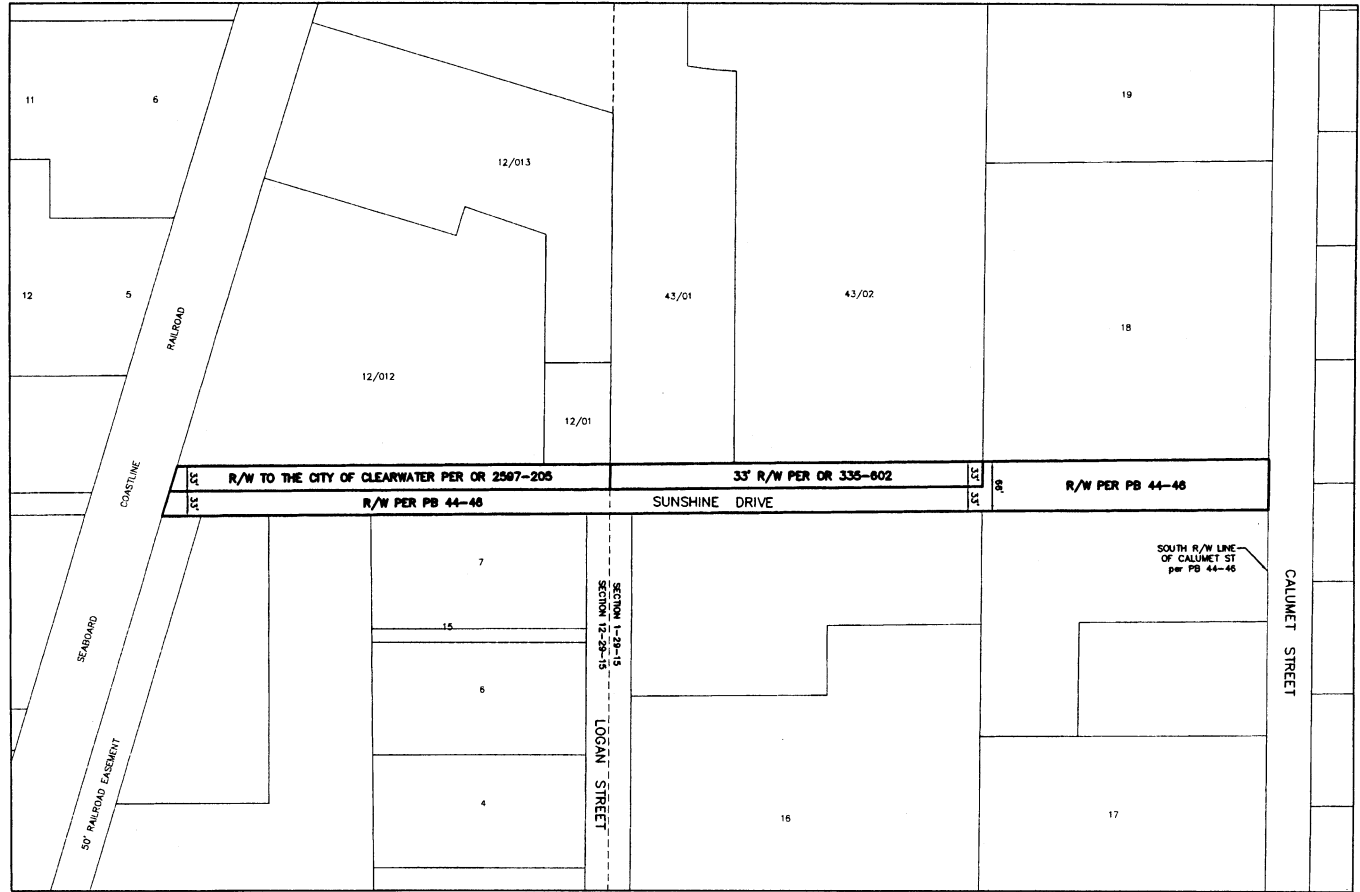 11
6
19
12/013
12
5
43/01
43/02
18
RAILROAD
12/012
12/01
COASTLINE
33'
R/W TO THE CITY OF CLEARWATER PER OR 2597-205
33' R/W PER OR 335-602
33'
66'
R/W PER PB 44-46
33'
R/W PER PB 44-46
SUNSHINE DRIVE
33'
SOUTH R/W LINE
OF CALUMET ST
per PB 44-46
7
SECTION 1-29-15
SECTION 12-29-15
15
SEABOARD
CALUMET STREET
6
LOGAN STREET
50' RAILROAD EASEMENT
4
16
17